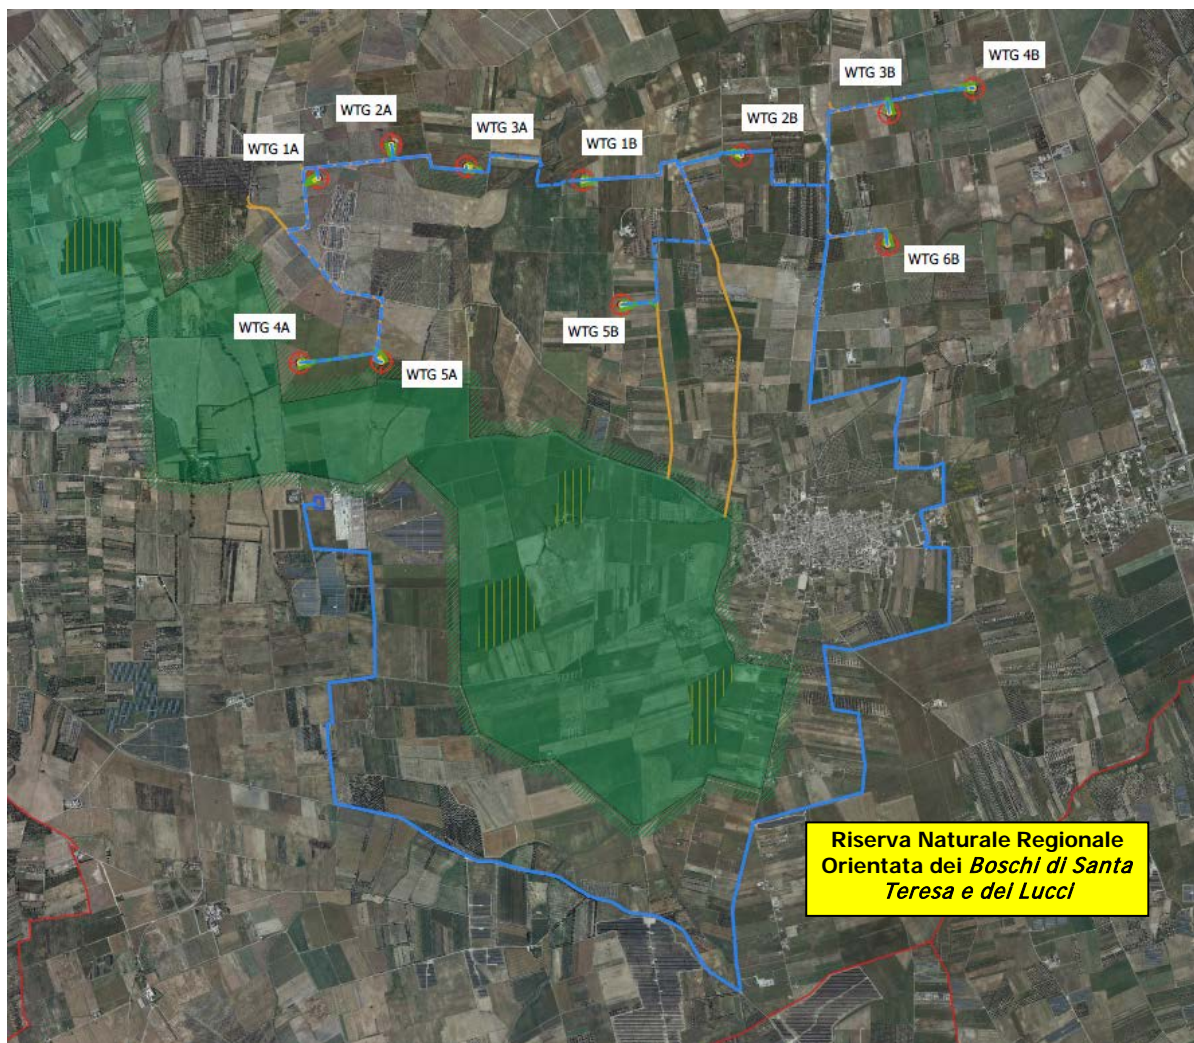 WTG 4B
WTG 3B
WTG 2A
WTG 3A
WTG 1A
WTG 1B
WTG 2B
WTG 6B
WTG 4A
WTG 5B
WTG 5A
Riserva Naturale Regionale
Orientata dei Boschi di Santa
Teresa e dei Lucci